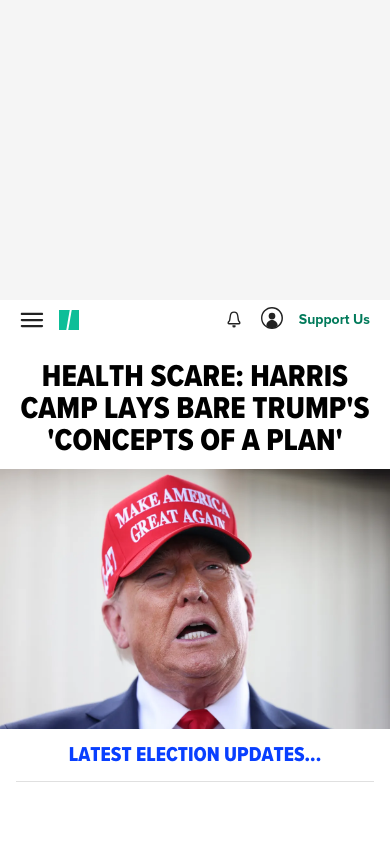 Support Us
HEALTH SCARE: HARRIS
CAMP LAYS BARE TRUMP'S
'CONCEPTS OF A PLAN'
MAKE AMERICA
GREAT AGAIN
-47
LATEST ELECTION UPDATES...